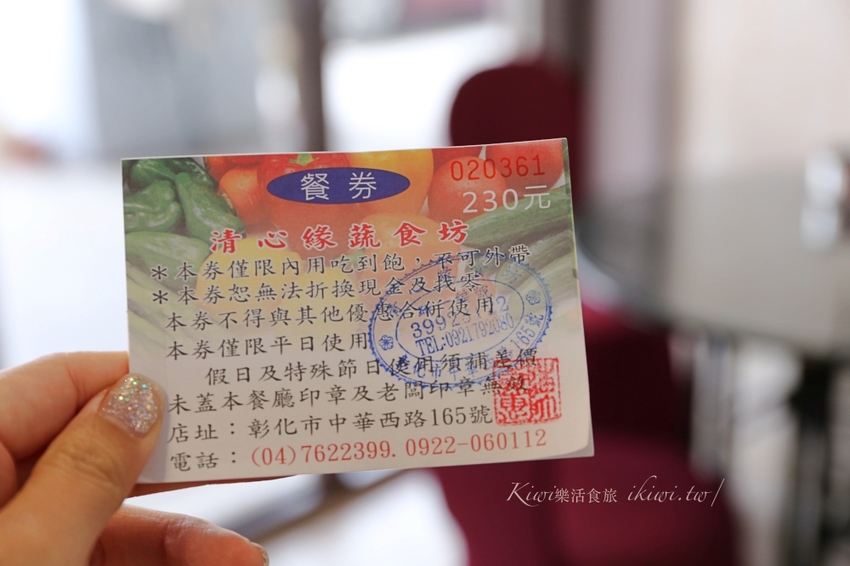 餐券
020361
230元
清心緣蔬食坊
＊本券僅限內用吃到飽，不可外帶
＊本券恕無法折換現金及找零
本券不得與其他優惠合併使用
本券僅限平日使用
假日及特殊節日使用須補差價
未蓋本餐廳印章及老闆印章無效
店址：彰化市中華西路165號
電話：(04)7622399. 0922-060112
165號
Kiwi樂活食旅 ikiwi.tw/